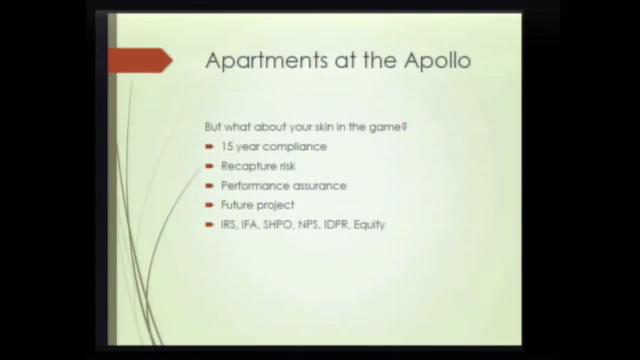 Apartments at the Apollo
But what about your skin in the game?
15 year compliance
Recapture risk
Performance assurance
Future project
IRS, IFA, SHPO, NPS, IDPR, Equity